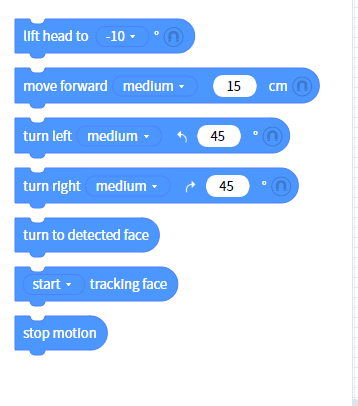 lift head to -10 °
move forward medium 15 cm
turn left medium 45 °
turn right medium 45 °
turn to detected face
start tracking face
stop motion